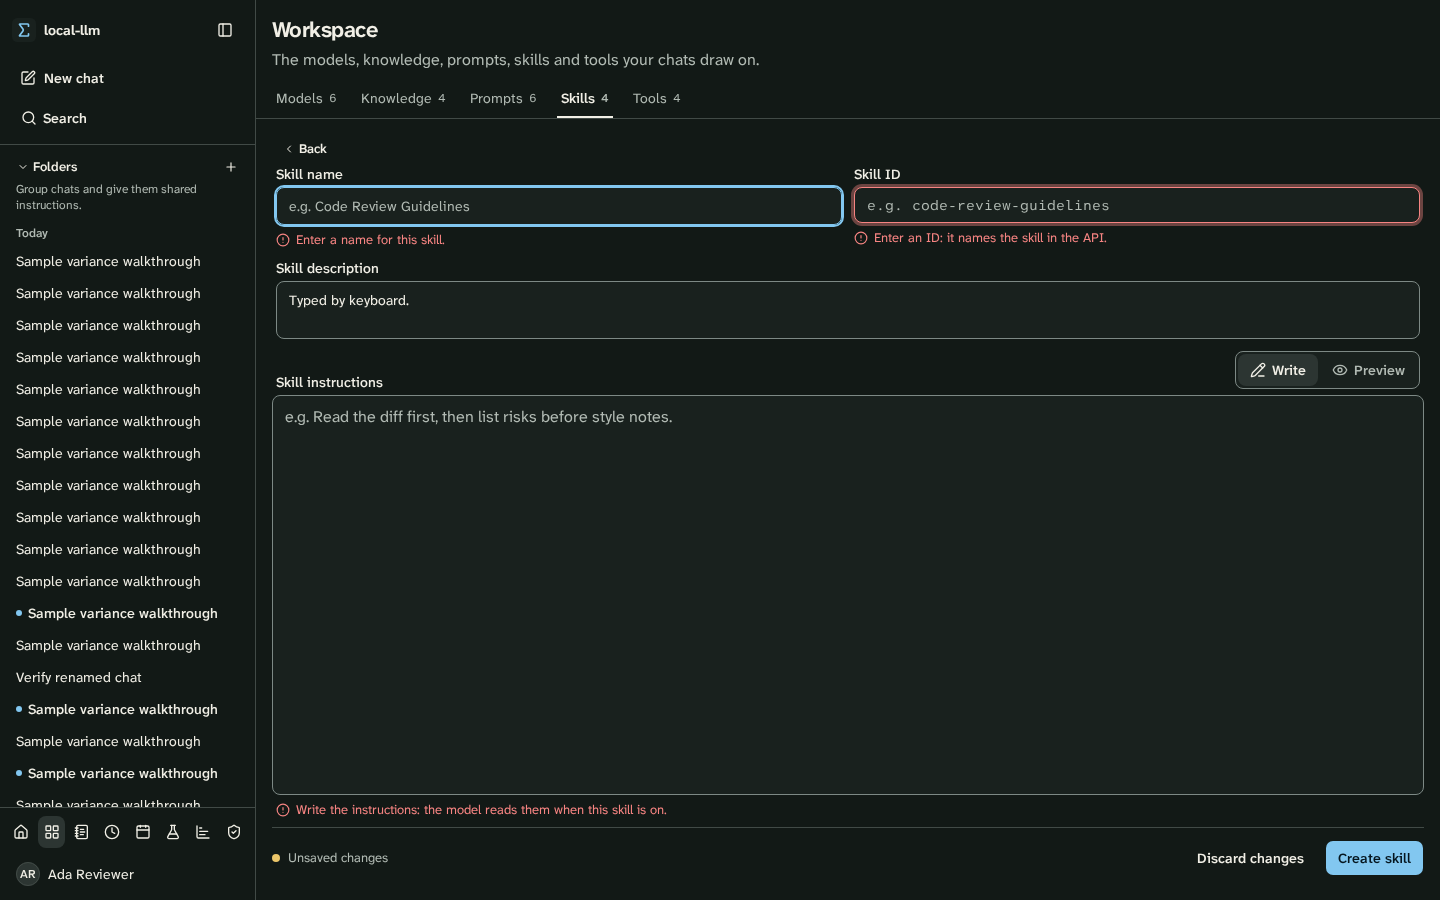 local-llm
New chat
Search
Folders
Group chats and give them shared
instructions.
Today
Sample variance walkthrough
Sample variance walkthrough
Sample variance walkthrough
Sample variance walkthrough
Sample variance walkthrough
Sample variance walkthrough
Sample variance walkthrough
Sample variance walkthrough
Sample variance walkthrough
Sample variance walkthrough
Sample variance walkthrough
Sample variance walkthrough
Sample variance walkthrough
Verify renamed chat
Sample variance walkthrough
Sample variance walkthrough
Sample variance walkthrough
Sample variance walkthrough
AR Ada Reviewer
Workspace
The models, knowledge, prompts, skills and tools your chats draw on.
Models 6 Knowledge 4 Prompts 6 Skills 4 Tools 4
Back
Skill name
e.g. Code Review Guidelines
Enter a name for this skill.
Skill ID
e.g. code-review-guidelines
Enter an ID: it names the skill in the API.
Skill description
Typed by keyboard.
Skill instructions
Write Preview
e.g. Read the diff first, then list risks before style notes.
Write the instructions: the model reads them when this skill is on.
Unsaved changes
Discard changes
Create skill